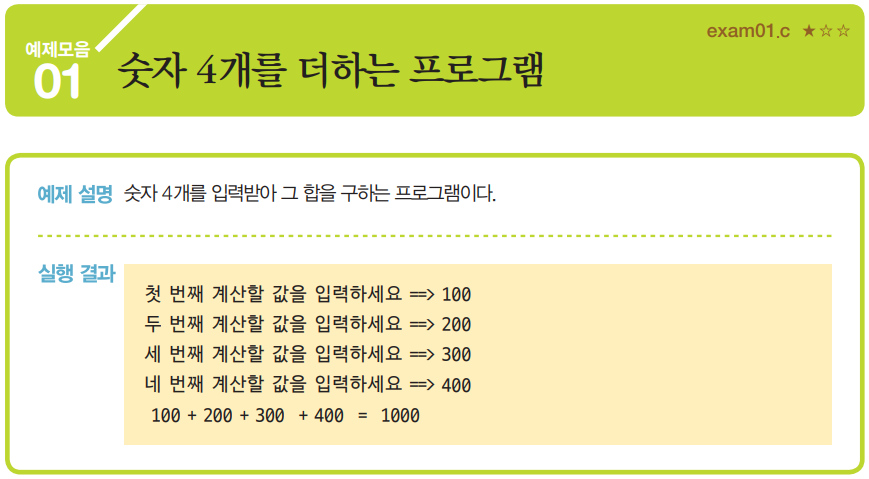 exam01.c ★☆☆
예제모음
01
숫자 4개를 더하는 프로그램
예제 설명 숫자 4개를 입력받아 그 합을 구하는 프로그램이다.
실행 결과
첫 번째 계산할 값을 입력하세요 ==> 100
두 번째 계산할 값을 입력하세요 ==> 200
세 번째 계산할 값을 입력하세요 ==> 300
네 번째 계산할 값을 입력하세요 ==> 400
100 + 200 + 300 + 400 = 1000